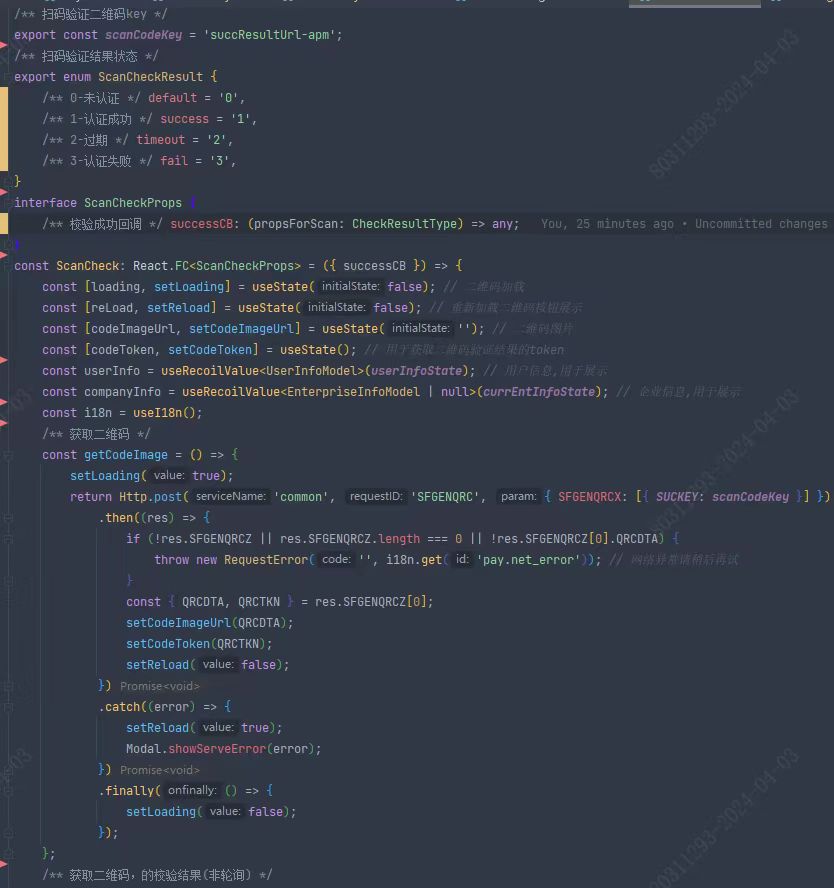 /** 扫码验证二维码key */
export const scanCodeKey = 'succResultUrl-apm';
/** 扫码验证结果状态 */
export enum ScanCheckResult {
/** 0-未认证 */ default = '0',
/** 1-认证成功 */ success = '1',
/** 2-过期 */ timeout = '2',
/** 3-认证失败 */ fail = '3',
}
interface ScanCheckProps {
/** 校验成功回调 */ successCB: (propsForScan: CheckResultType) => any; You, 25 minutes ago • Uncommitted changes
}
const ScanCheck: React.FC<ScanCheckProps> = ({ successCB }) => {
const [loading, setLoading] = useState( initialState: false); // 二维码加载
const [reLoad, setReload] = useState( initialState: false); // 重新加载二维码按钮展示
const [codeImageUrl, setCodeImageUrl] = useState( initialState: ''); // 二维码图片
const [codeToken, setCodeToken] = useState(); // 用于获取二维码验证结果的token
const userInfo = useRecoilValue<UserInfoModel>(userInfoState); // 用户信息,用于展示
const companyInfo = useRecoilValue<EnterpriseInfoModel | null>(currEntInfoState); // 企业信息,用于展示
const i18n = useI18n();
/** 获取二维码 */
const getCodeImage = () => {
setLoading( value: true);
return Http.post( serviceName: 'common', requestID: 'SFGENQRC', param: { SFGENQRCX: [{ SUCKEY: scanCodeKey }] })
.then((res) => {
if (!res.SFGENQRCZ || res.SFGENQRCZ.length === 0 || !res.SFGENQRCZ[0].QRCDTA) {
throw new RequestError( code: '', i18n.get( id: 'pay.net_error')); // 网络异常请稍后再试
}
const { QRCDTA, QRCTKN } = res.SFGENQRCZ[0];
setCodeImageUrl(QRCDTA);
setCodeToken(QRCTKN);
setReload( value: false);
}) Promise<void>
.catch((error) => {
setReload( value: true);
Modal.showServeError(error);
}) Promise<void>
.finally( onfinally: () => {
setLoading( value: false);
});
};
/** 获取二维码，的校验结果(非轮询) */
80311293-2024-04-03
80311293-2024-04-03
80311293-2024-04-03